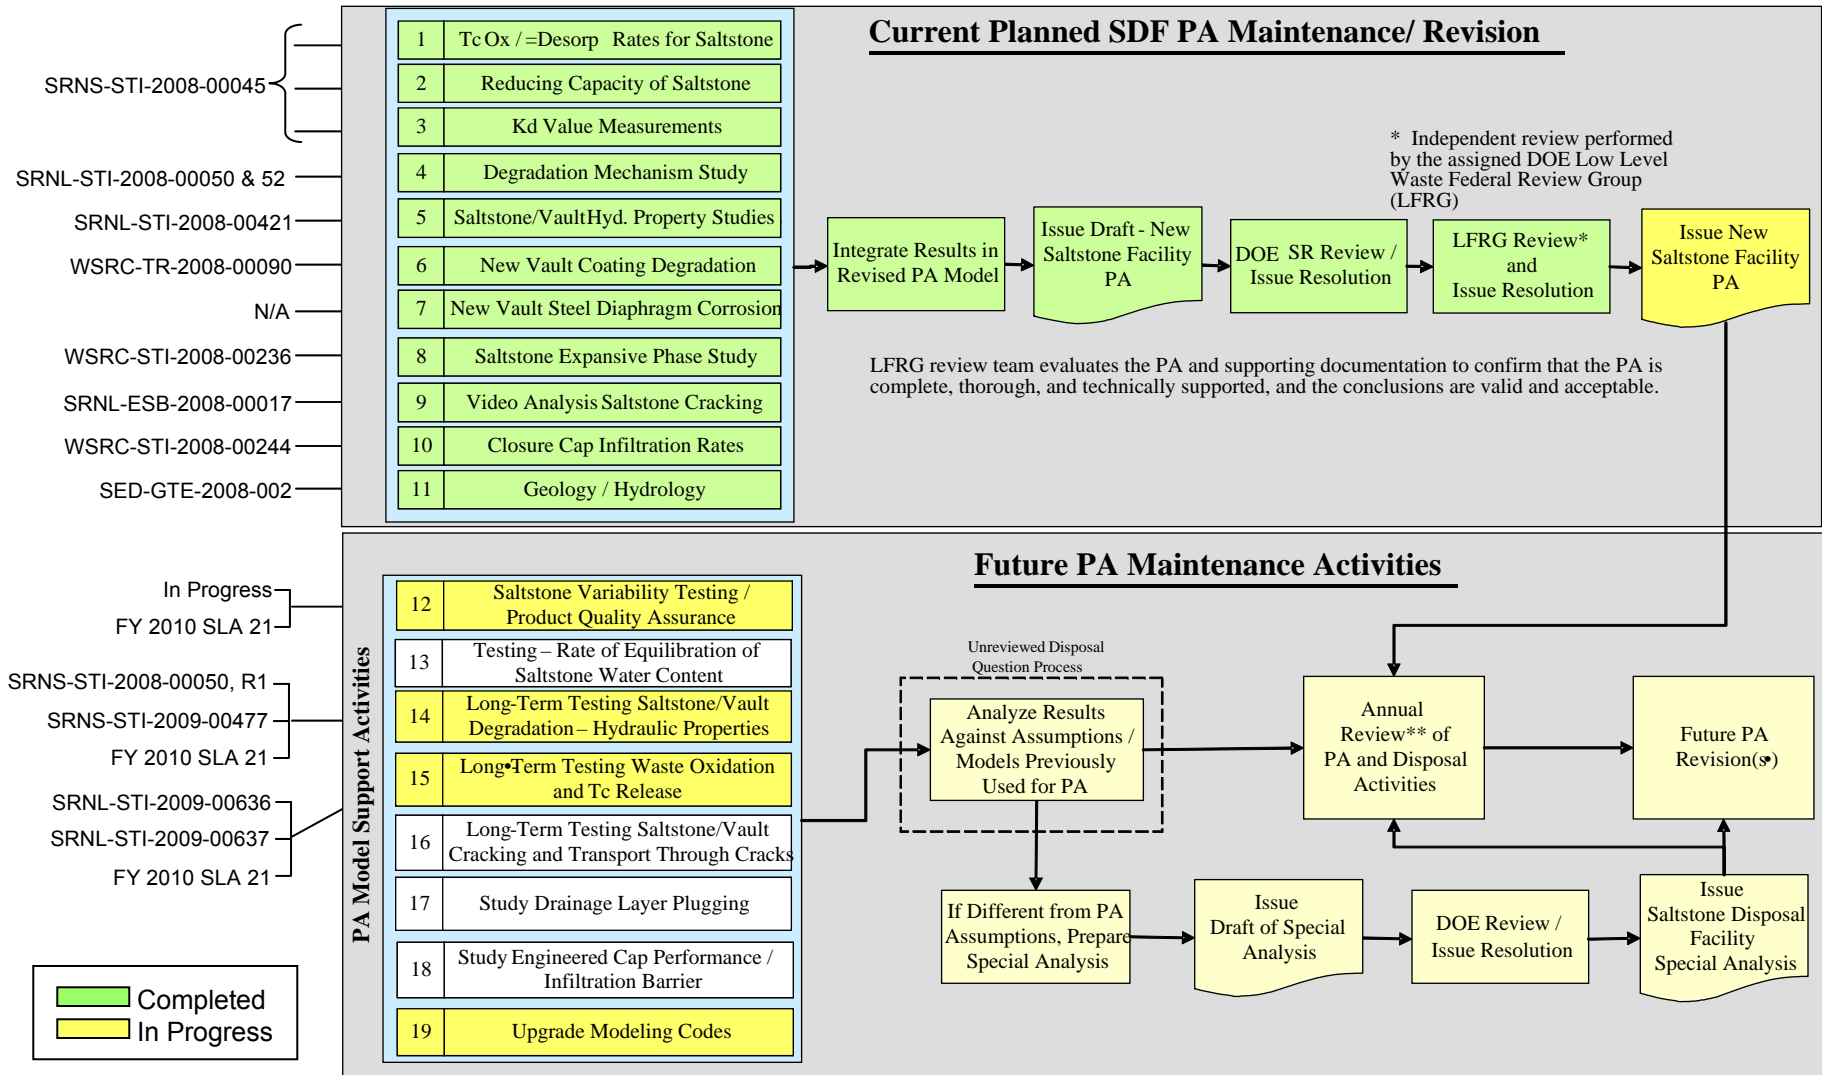 Current Planned SDF PA Maintenance/ Revision
SRNS-STI-2008-00045
1 Tc Ox / =Desorp Rates for Saltstone
2 Reducing Capacity of Saltstone
3 Kd Value Measurements
SRNL-STI-2008-00050 & 52
4 Degradation Mechanism Study
SRNL-STI-2008-00421
5 Saltstone/Vault Hyd. Property Studies
WSRC-TR-2008-00090
6 New Vault Coating Degradation
N/A
7 New Vault Steel Diaphragm Corrosion
WSRC-STI-2008-00236
8 Saltstone Expansive Phase Study
SRNL-ESB-2008-00017
9 Video Analysis Saltstone Cracking
WSRC-STI-2008-00244
10 Closure Cap Infiltration Rates
SED-GTE-2008-002
11 Geology / Hydrology
Integrate Results in
Revised PA Model
Issue Draft - New
Saltstone Facility
PA
DOE SR Review /
Issue Resolution
* Independent review performed
by the assigned DOE Low Level
Waste Federal Review Group
(LFRG)
LFRG Review*
and
Issue Resolution
Issue New
Saltstone Facility
PA
LFRG review team evaluates the PA and supporting documentation to confirm that the PA is
complete, thorough, and technically supported, and the conclusions are valid and acceptable.
Future PA Maintenance Activities
PA Model Support Activities
In Progress
FY 2010 SLA 21
SRNS-STI-2008-00050, R1
SRNS-STI-2009-00477
FY 2010 SLA 21
SRNL-STI-2009-00636
SRNL-STI-2009-00637
FY 2010 SLA 21
12 Saltstone Variability Testing /
Product Quality Assurance
13 Testing – Rate of Equilibration of
Saltstone Water Content
14 Long-Term Testing Saltstone/Vault
Degradation – Hydraulic Properties
15 Long•-Term Testing Waste Oxidation
and Tc Release
16 Long-Term Testing Saltstone/Vault
Cracking and Transport Through Cracks
17 Study Drainage Layer Plugging
18 Study Engineered Cap Performance /
Infiltration Barrier
19 Upgrade Modeling Codes
Unreviewed Disposal
Question Process
Analyze Results
Against Assumptions /
Models Previously
Used for PA
Annual
Review** of
PA and Disposal
Activities
Future PA
Revision(s•)
If Different from PA
Assumptions, Prepare
Special Analysis
Issue
Draft of Special
Analysis
DOE Review /
Issue Resolution
Issue
Saltstone Disposal
Facility
Special Analysis
Completed
In Progress